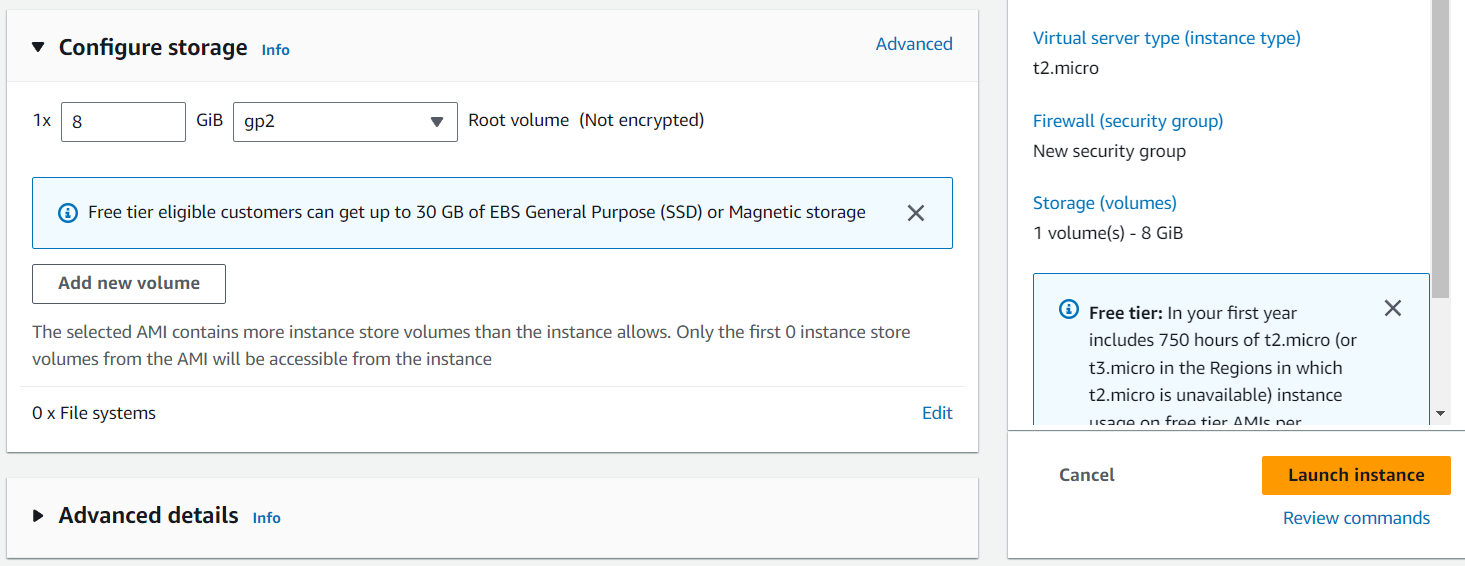 Configure storage Info
Advanced
1x 8 GiB gp2 Root volume (Not encrypted)
Free tier eligible customers can get up to 30 GB of EBS General Purpose (SSD) or Magnetic storage
Add new volume
The selected AMI contains more instance store volumes than the instance allows. Only the first 0 instance store
volumes from the AMI will be accessible from the instance
0 x File systems
Edit
Advanced details Info
Virtual server type (instance type)
t2.micro
Firewall (security group)
New security group
Storage (volumes)
1 volume(s) - 8 GiB
Free tier: In your first year
includes 750 hours of t2.micro (or
t3.micro in the Regions in which
t2.micro is unavailable) instance
usage on free tier AMIs per
Cancel
Launch instance
Review commands